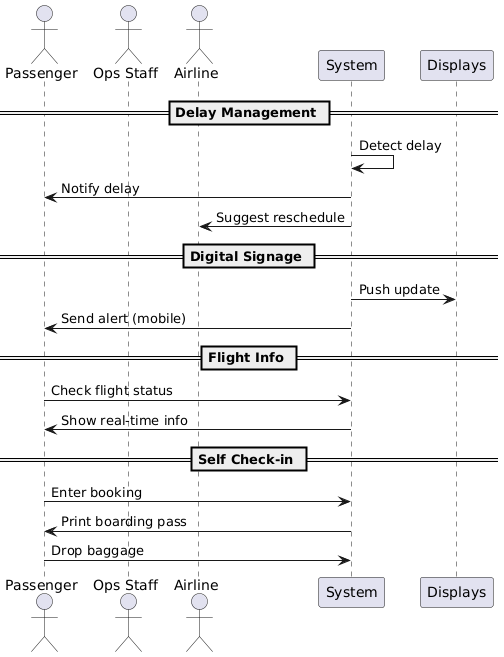 Passenger Ops Staff Airline System Displays
Delay Management
Detect delay
Notify delay
Suggest reschedule
Digital Signage
Push update
Send alert (mobile)
Flight Info
Check flight status
Show real-time info
Self Check-in
Enter booking
Print boarding pass
Drop baggage
Passenger Ops Staff Airline System Displays